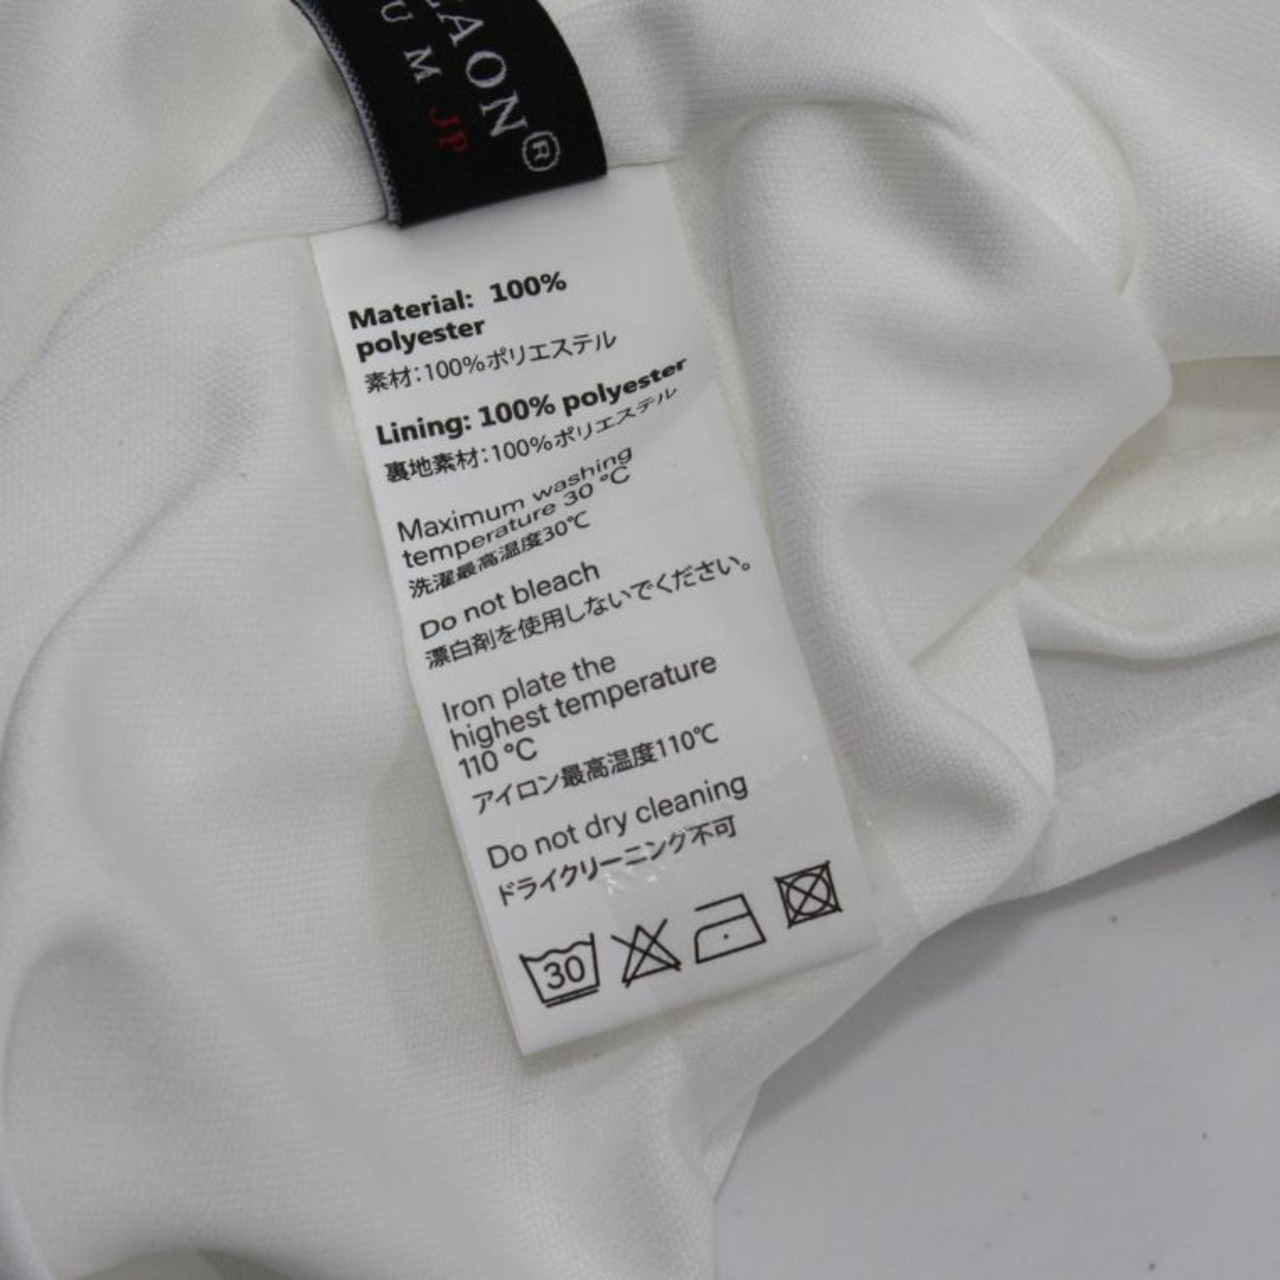 AON®
UM JP
Material: 100%
polyester
素材：100%ポリエステル
Lining: 100% polyester
裏地素材：100%ポリエステル
Maximum washing
temperature 30 °C
洗濯最高温度30℃
Do not bleach
漂白剤を使用しないでください。
Iron plate the
highest temperature
110 °C
アイロン最高温度110℃
Do not dry cleaning
ドライクリーニング不可
30